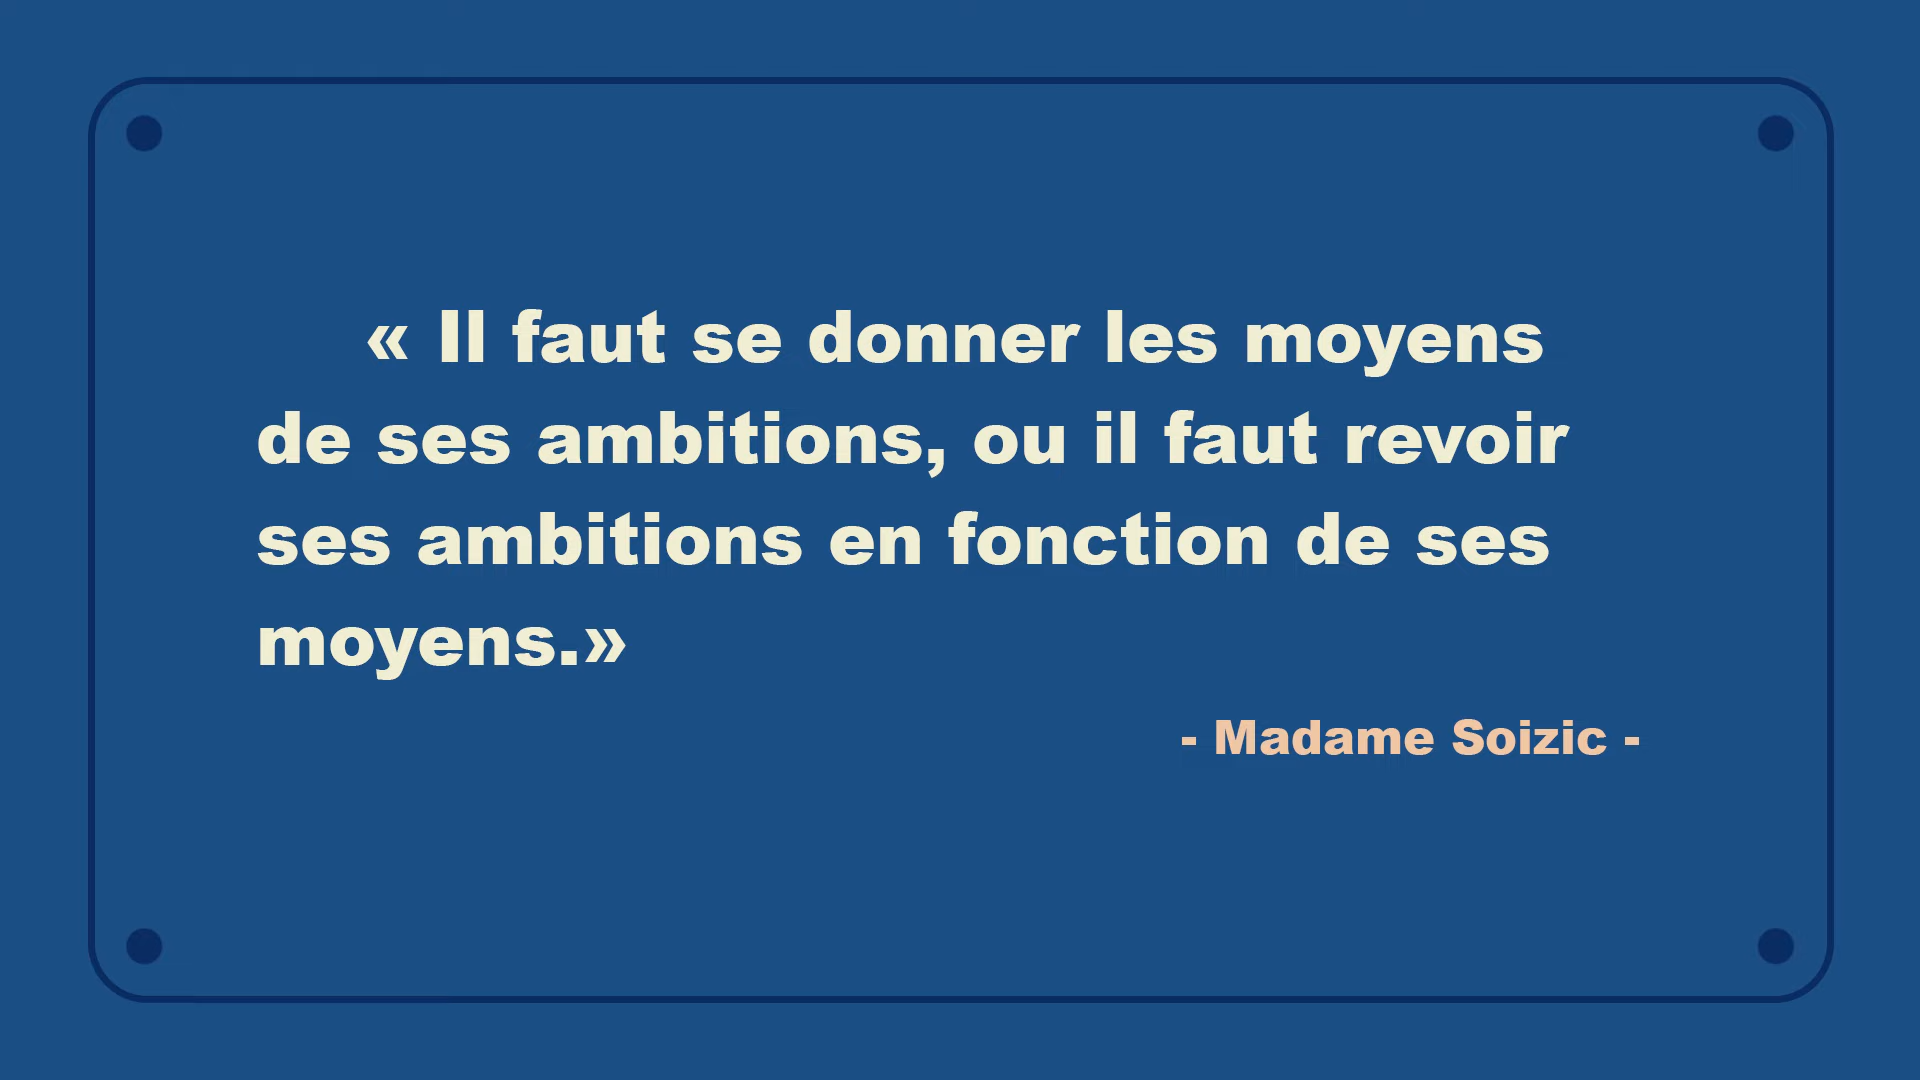 « Il faut se donner les moyens
de ses ambitions, ou il faut revoir
ses ambitions en fonction de ses
moyens.»
- Madame Soizic -